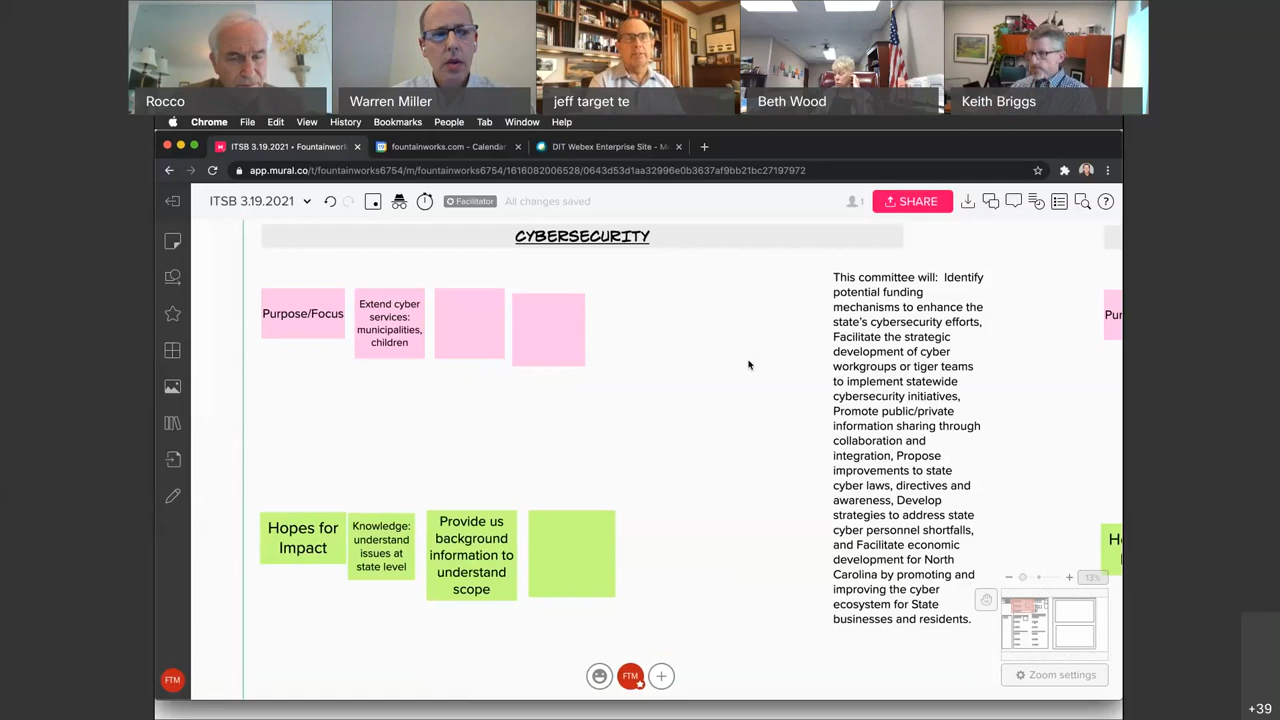 Rocco
Warren Miller
jeff target te
Beth Wood
Keith Briggs
Chrome File Edit View History Bookmarks People Tab Window Help
ITSB 3.19.2021 • Fountainwork
fountainworks.com - Calendar
DIT Webex Enterprise Site - M
app.mural.co/t/fountainworks6754/m/fountainworks6754/1616082006528/0643d53d1aa32996e0b3637af9bb21bc27197972
ITSB 3.19.2021
Facilitator
All changes saved
1
SHARE
CYBERSECURITY
Purpose/Focus
Extend cyber
services:
municipalities,
children
This committee will: Identify
potential funding
mechanisms to enhance the
state's cybersecurity efforts,
Facilitate the strategic
development of cyber
workgroups or tiger teams
to implement statewide
cybersecurity initiatives,
Promote public/private
information sharing through
collaboration and
integration, Propose
improvements to state
cyber laws, directives and
awareness, Develop
strategies to address state
cyber personnel shortfalls,
and Facilitate economic
development for North
Carolina by promoting and
improving the cyber
ecosystem for State
businesses and residents.
Pur
Hopes for
Impact
Knowledge:
understand
issues at
state level
Provide us
background
information to
understand
scope
H
13%
Zoom settings
FTM
FTM
+39